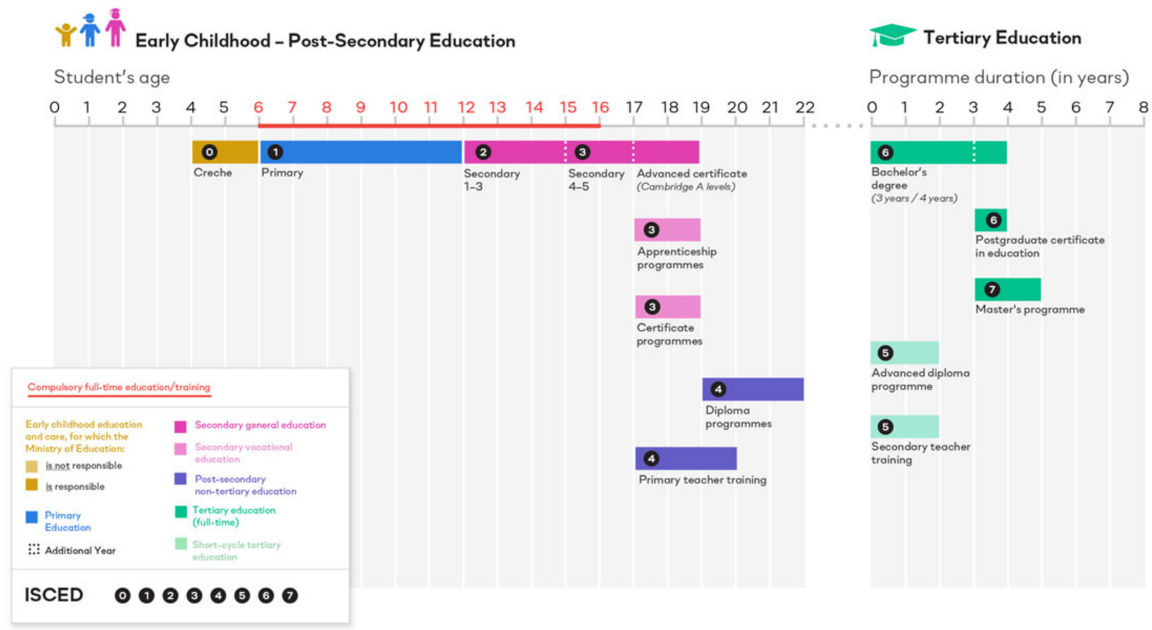 Early Childhood – Post-Secondary Education
Tertiary Education
Student's age
Programme duration (in years)
0 1 2 3 4 5 6 7 8 9 10 11 12 13 14 15 16 17 18 19 20 21 22
0 1 2 3 4 5 6 7 8
0
Creche
1
Primary
2
Secondary
1–3
3
Secondary
4–5
Advanced certificate
(Cambridge A levels)
3
Apprenticeship
programmes
3
Certificate
programmes
4
Diploma
programmes
4
Primary teacher training
6
Bachelor's
degree
(3 years / 4 years)
6
Postgraduate certificate
in education
7
Master's programme
5
Advanced diploma
programme
5
Secondary teacher
training
Compulsory full-time education/training
Early childhood education
and care, for which the
Ministry of Education:
is not responsible
is responsible
Primary
Education
Additional Year
Secondary general education
Secondary vocational
education
Post-secondary
non-tertiary education
Tertiary education
(full-time)
Short-cycle tertiary
education
ISCED 0 1 2 3 4 5 6 7